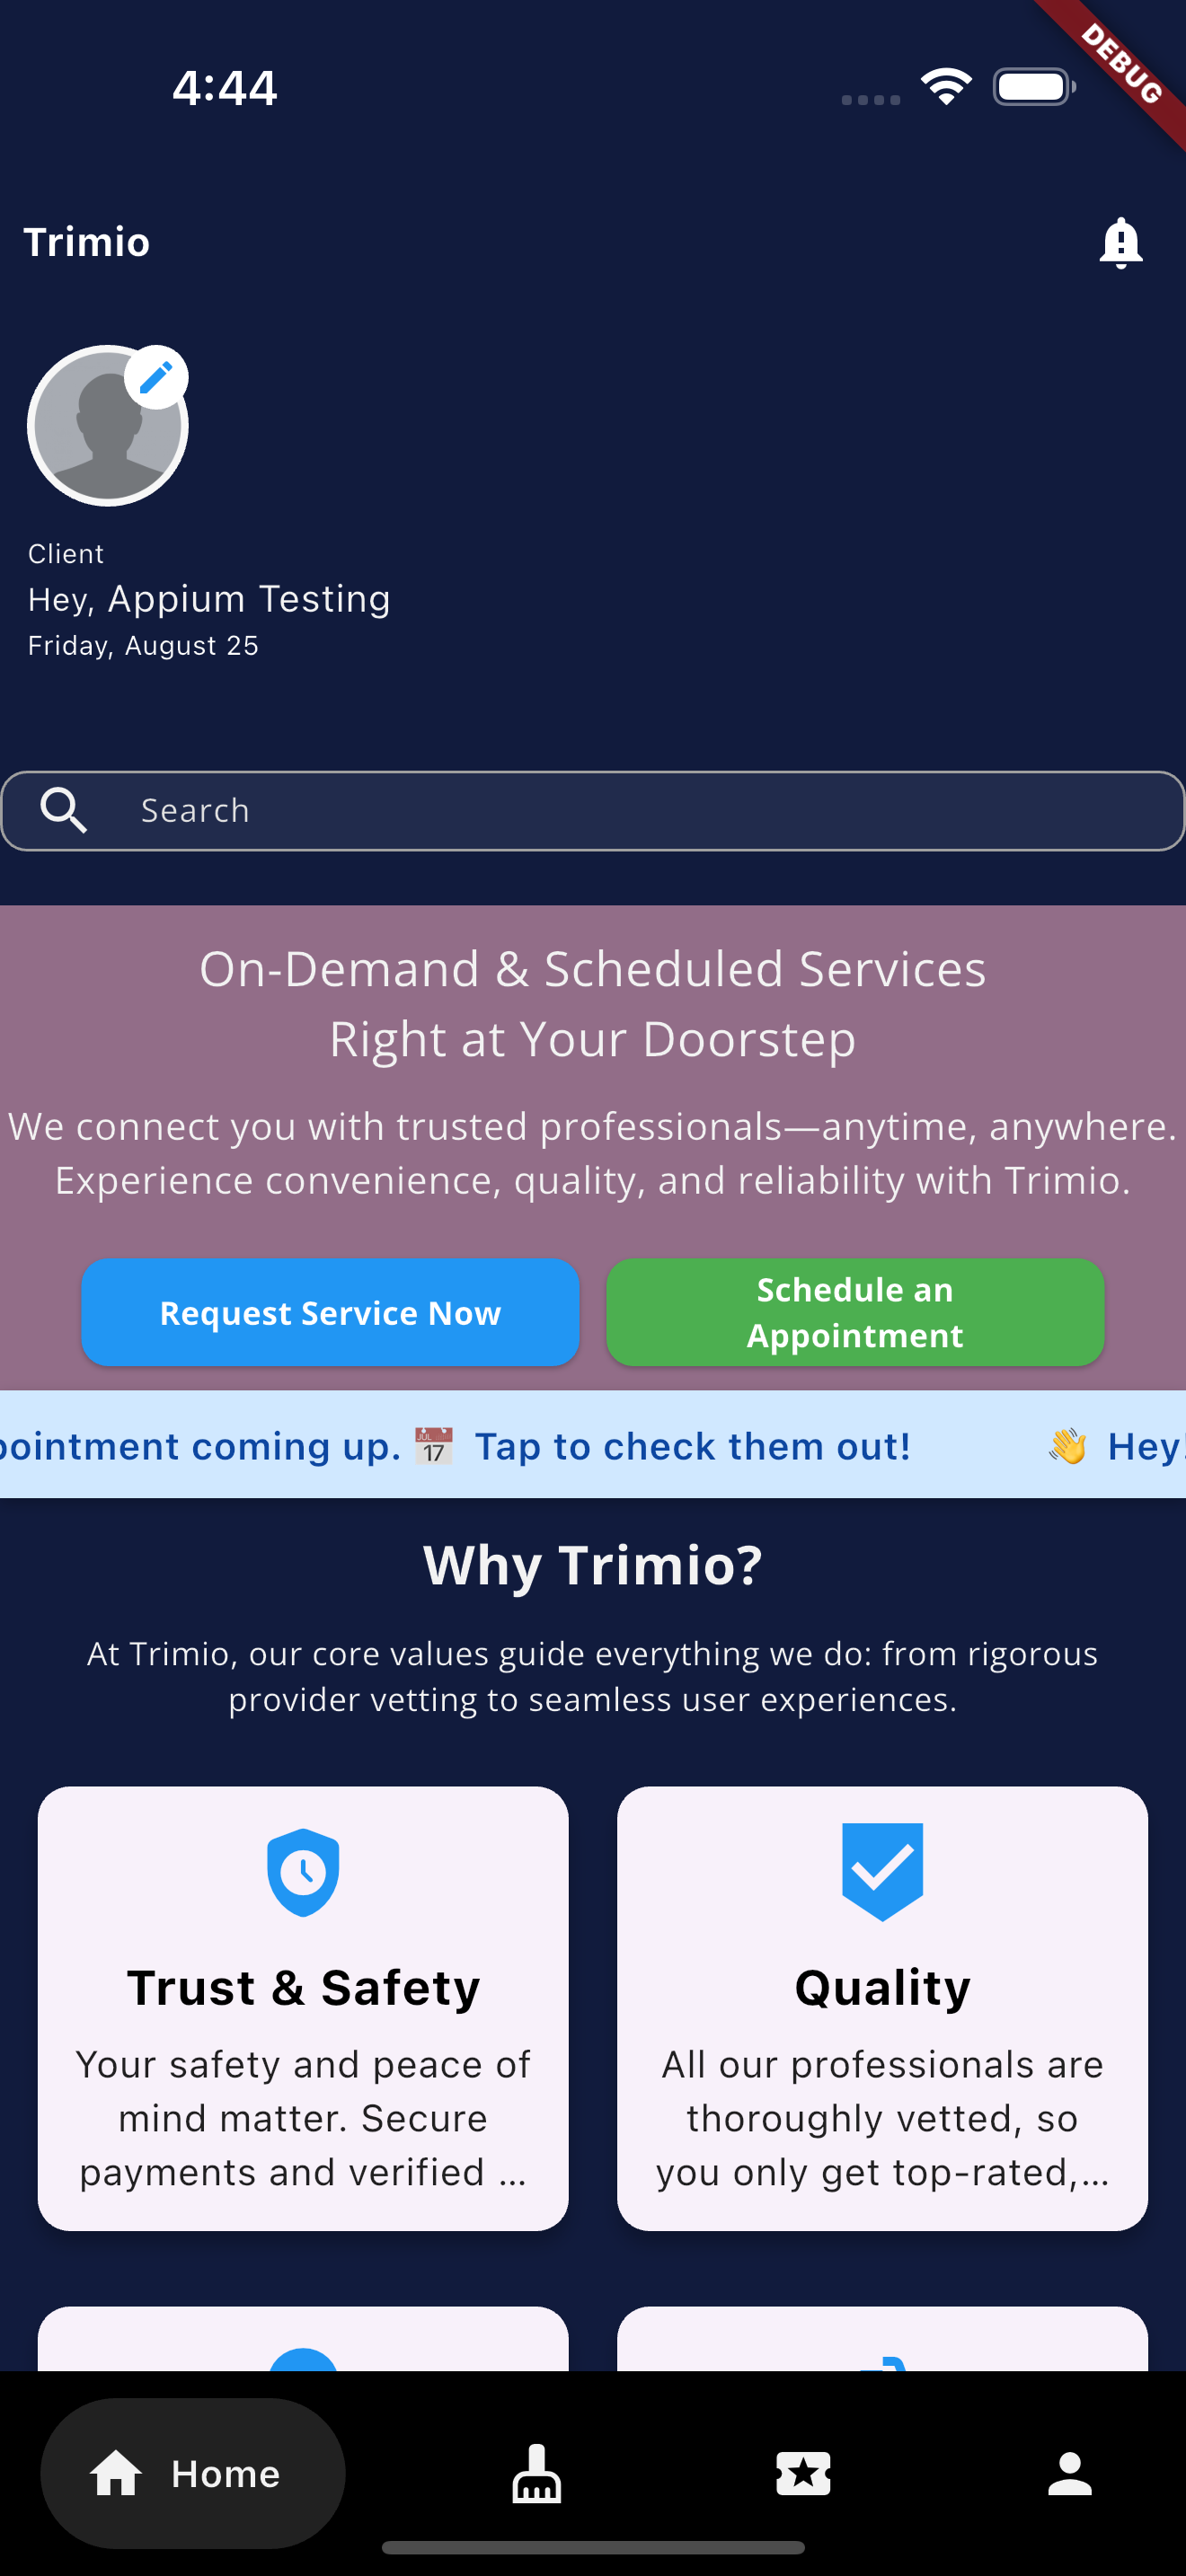 4:44
DEBUG
Trimio
Client
Hey, Appium Testing
Friday, August 25
Search
On-Demand & Scheduled Services
Right at Your Doorstep
We connect you with trusted professionals—anytime, anywhere.
Experience convenience, quality, and reliability with Trimio.
Request Service Now
Schedule an
Appointment
pointment coming up. 📅 Tap to check them out! 👋 Hey!
Why Trimio?
At Trimio, our core values guide everything we do: from rigorous
provider vetting to seamless user experiences.
Trust & Safety
Your safety and peace of
mind matter. Secure
payments and verified ...
Quality
All our professionals are
thoroughly vetted, so
you only get top-rated,...
Home